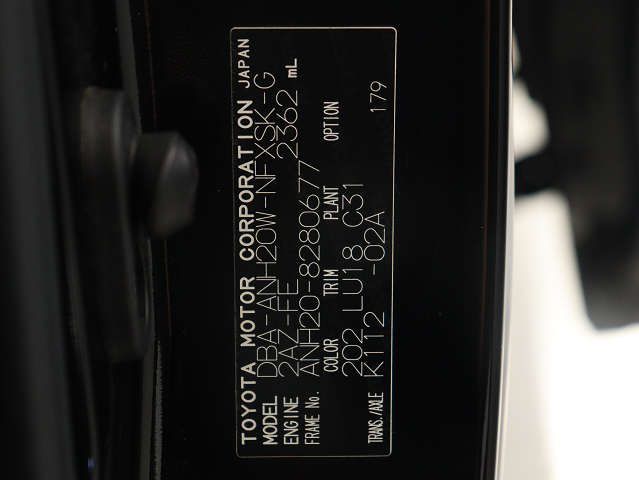 TOYOTA MOTOR CORPORATION JAPAN
MODEL DBA-ANH20W-NFXSK-G
ENGINE 2AZ-FE 2362 mL
FRAME No. ANH20-8280677
COLOR TRIM PLANT OPTION
202 LU18 C31
TRANS./AXLE K112 -02A 179